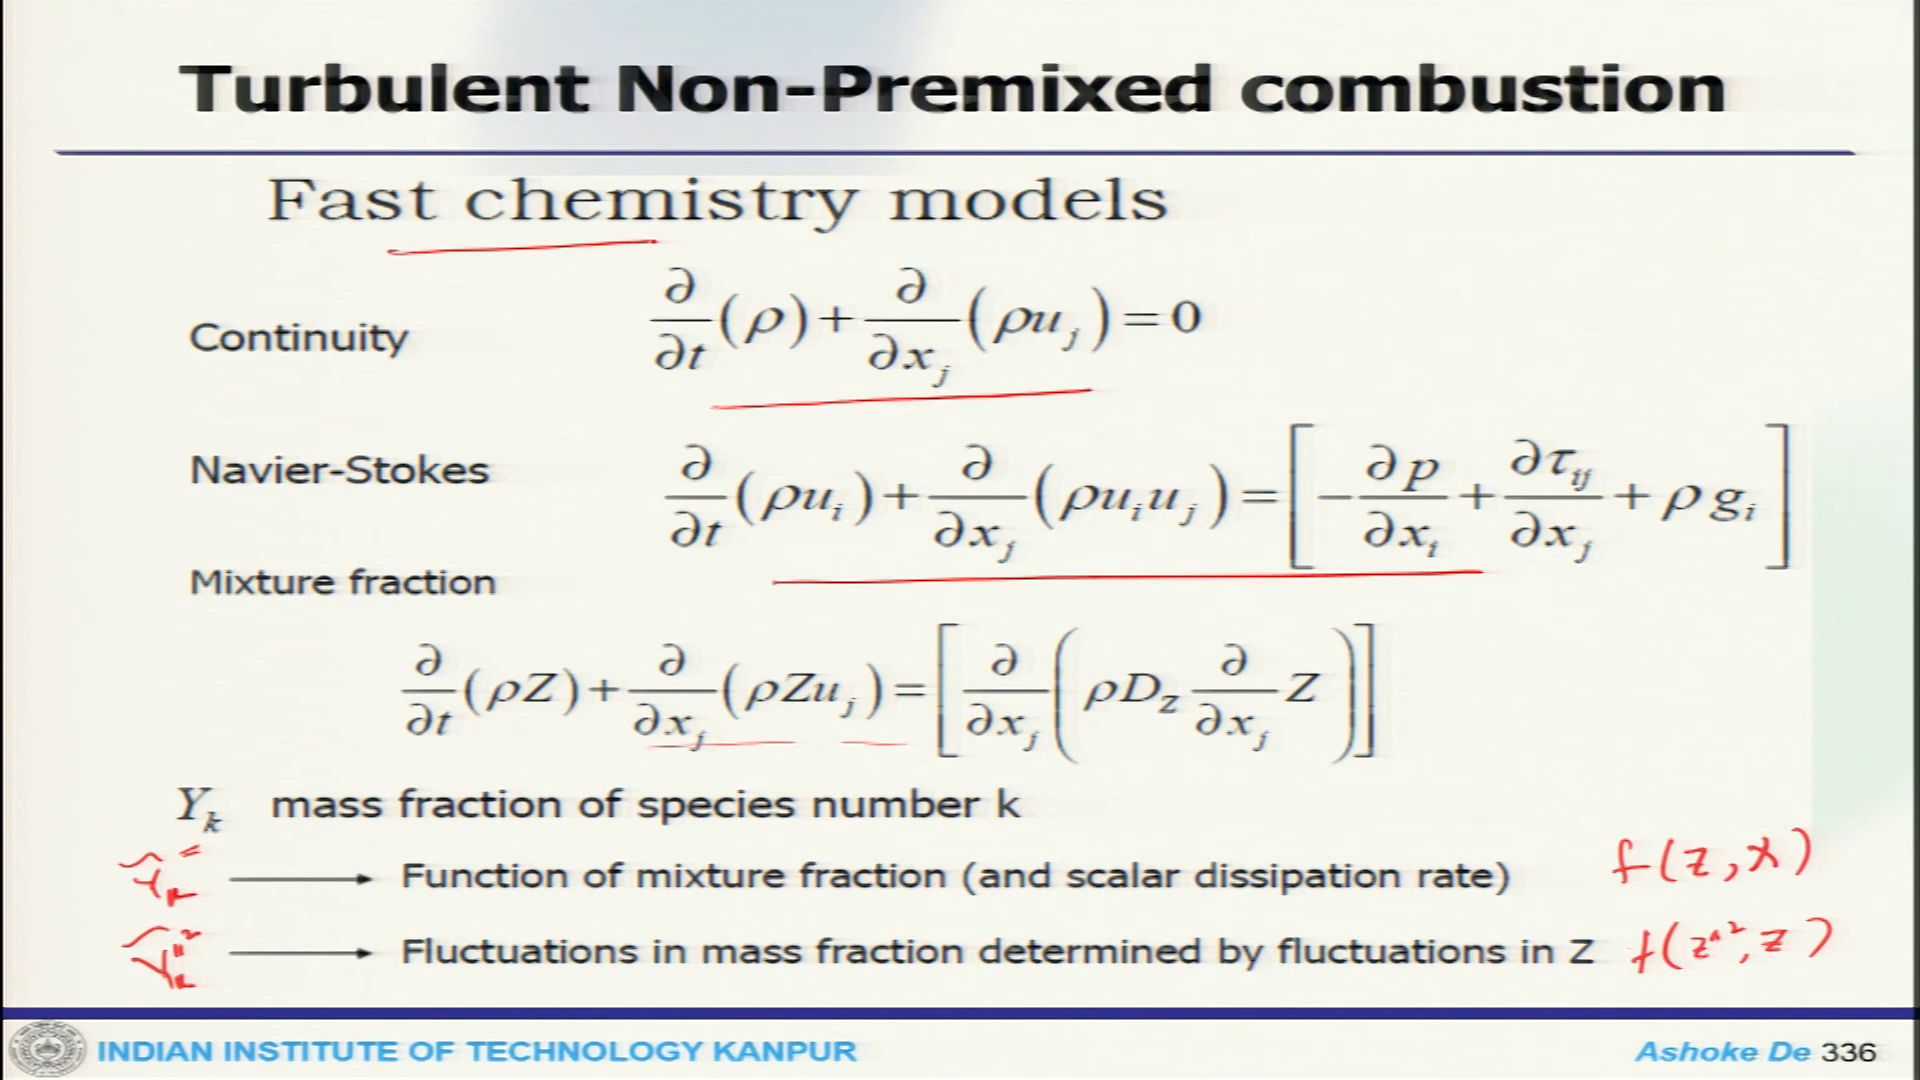 Turbulent Non-Premixed combustion
Fast chemistry models
Continuity ∂/∂t (ρ) + ∂/∂x_j (ρu_j) = 0
Navier-Stokes ∂/∂t (ρu_i) + ∂/∂x_j (ρu_i u_j) = [ -∂p/∂x_i + ∂τ_ij/∂x_j + ρg_i ]
Mixture fraction
∂/∂t (ρZ) + ∂/∂x_j (ρZu_j) = [ ∂/∂x_j ( ρD_Z ∂/∂x_j Z ) ]
Y_k mass fraction of species number k
Function of mixture fraction (and scalar dissipation rate) f(z,χ)
Fluctuations in mass fraction determined by fluctuations in Z f(z''²,z)
INDIAN INSTITUTE OF TECHNOLOGY KANPUR
Ashoke De 336